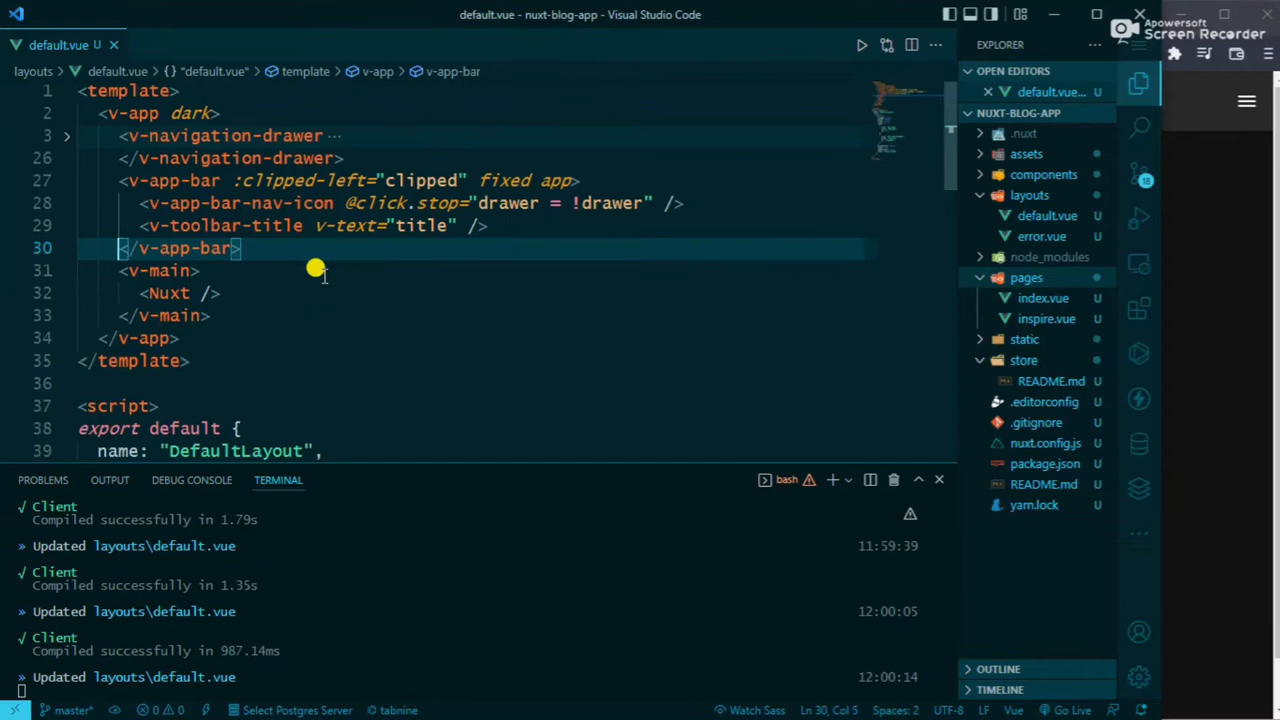 default.vue - nuxt-blog-app - Visual Studio Code
Apowersoft
Screen Recorder
default.vue U
EXPLORER
layouts > default.vue > {} "default.vue" > template > v-app > v-app-bar
1 <template>
2 <v-app dark>
3 <v-navigation-drawer ...
26 </v-navigation-drawer>
27 <v-app-bar :clipped-left="clipped" fixed app>
28 <v-app-bar-nav-icon @click.stop="drawer = !drawer" />
29 <v-toolbar-title v-text="title" />
30 </v-app-bar>
31 <v-main>
32 <Nuxt />
33 </v-main>
34 </v-app>
35 </template>
36
37 <script>
38 export default {
39 name: "DefaultLayout",
OPEN EDITORS
default.vue... U
NUXT-BLOG-APP
.nuxt
assets
components
layouts
default.vue U
error.vue U
node_modules
pages
index.vue U
inspire.vue U
static
store
README.md U
.editorconfig U
.gitignore U
nuxt.config.js U
package.json U
README.md U
yarn.lock U
OUTLINE
TIMELINE
18
PROBLEMS OUTPUT DEBUG CONSOLE TERMINAL
bash
√ Client
Compiled successfully in 1.79s
» Updated layouts\default.vue 11:59:39
√ Client
Compiled successfully in 1.35s
» Updated layouts\default.vue 12:00:05
√ Client
Compiled successfully in 987.14ms
» Updated layouts\default.vue 12:00:14
master* 0 0 Select Postgres Server tabnine Watch Sass Ln 30, Col 5 Spaces: 2 UTF-8 LF Vue Go Live